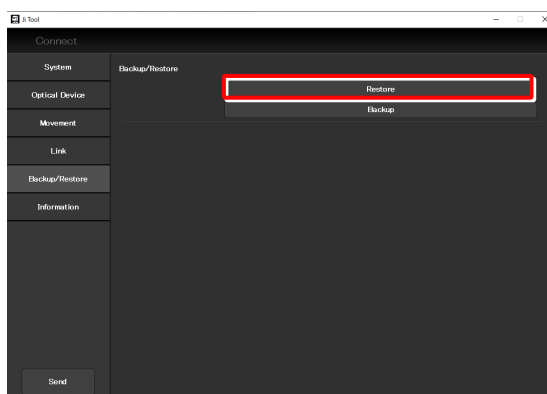 Ji Tool
Connect
System
Optical Device
Movement
Link
Backup/Restore
Information
Send
Backup/Restore
Restore
Backup